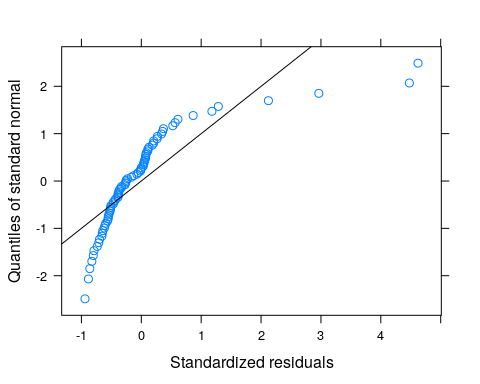 Quantiles of standard normal
2
1
0
-1
-2
-1 0 1 2 3 4
Standardized residuals